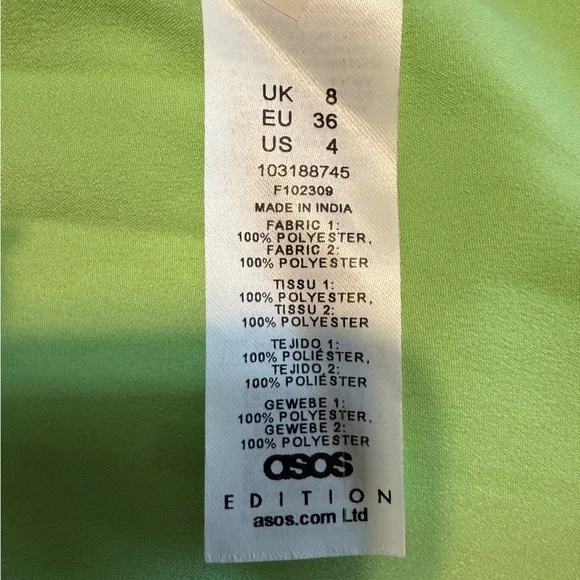 UK 8
EU 36
US 4
103188745
F102309
MADE IN INDIA
FABRIC 1:
100% POLYESTER,
FABRIC 2:
100% POLYESTER
TISSU 1:
100% POLYESTER,
TISSU 2:
100% POLYESTER
TEJIDO 1:
100% POLIÉSTER,
TEJIDO 2:
100% POLIÉSTER
GEWEBE 1:
100% POLYESTER,
GEWEBE 2:
100% POLYESTER
asos
EDITION
asos.com Ltd